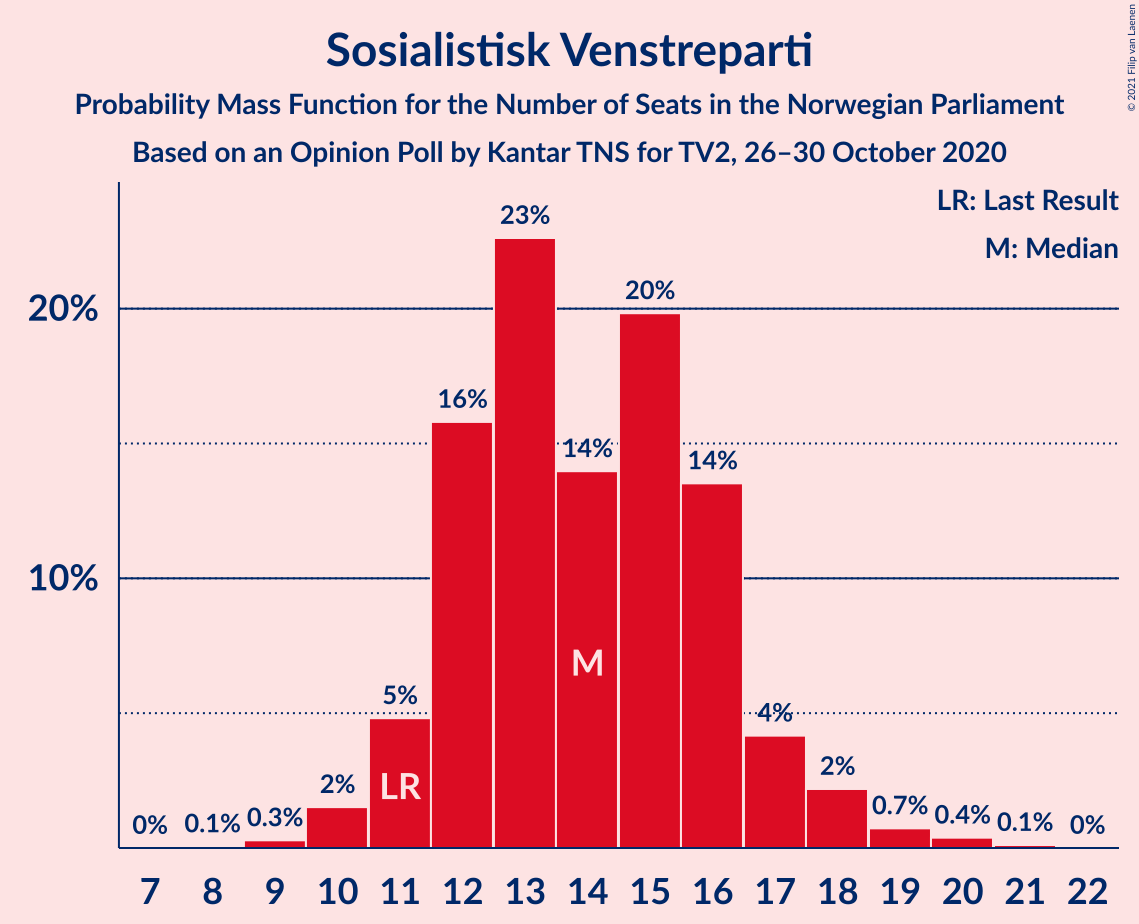 © 2021 Filip van Laenen
Sosialistisk Venstreparti
Probability Mass Function for the Number of Seats in the Norwegian Parliament
Based on an Opinion Poll by Kantar TNS for TV2, 26–30 October 2020
LR: Last Result
M: Median
20%
10%
0%
0.1%
0.3%
2%
5%
16%
23%
14%
20%
14%
4%
2%
0.7%
0.4%
0.1%
0%
LR
M
7 8 9 10 11 12 13 14 15 16 17 18 19 20 21 22